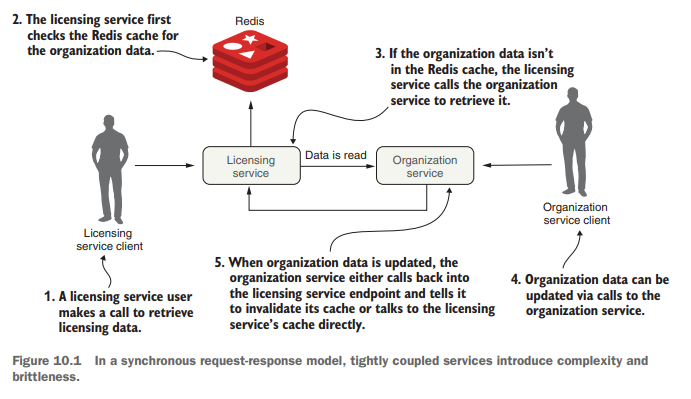 2. The licensing service first
checks the Redis cache for
the organization data.
Redis
3. If the organization data isn't
in the Redis cache, the licensing
service calls the organization
service to retrieve it.
Licensing
service
Data is read
Organization
service
Licensing
service client
Organization
service client
1. A licensing service user
makes a call to retrieve
licensing data.
5. When organization data is updated, the
organization service either calls back into
the licensing service endpoint and tells it
to invalidate its cache or talks to the licensing
service's cache directly.
4. Organization data can be
updated via calls to the
organization service.
Figure 10.1 In a synchronous request-response model, tightly coupled services introduce complexity and
brittleness.